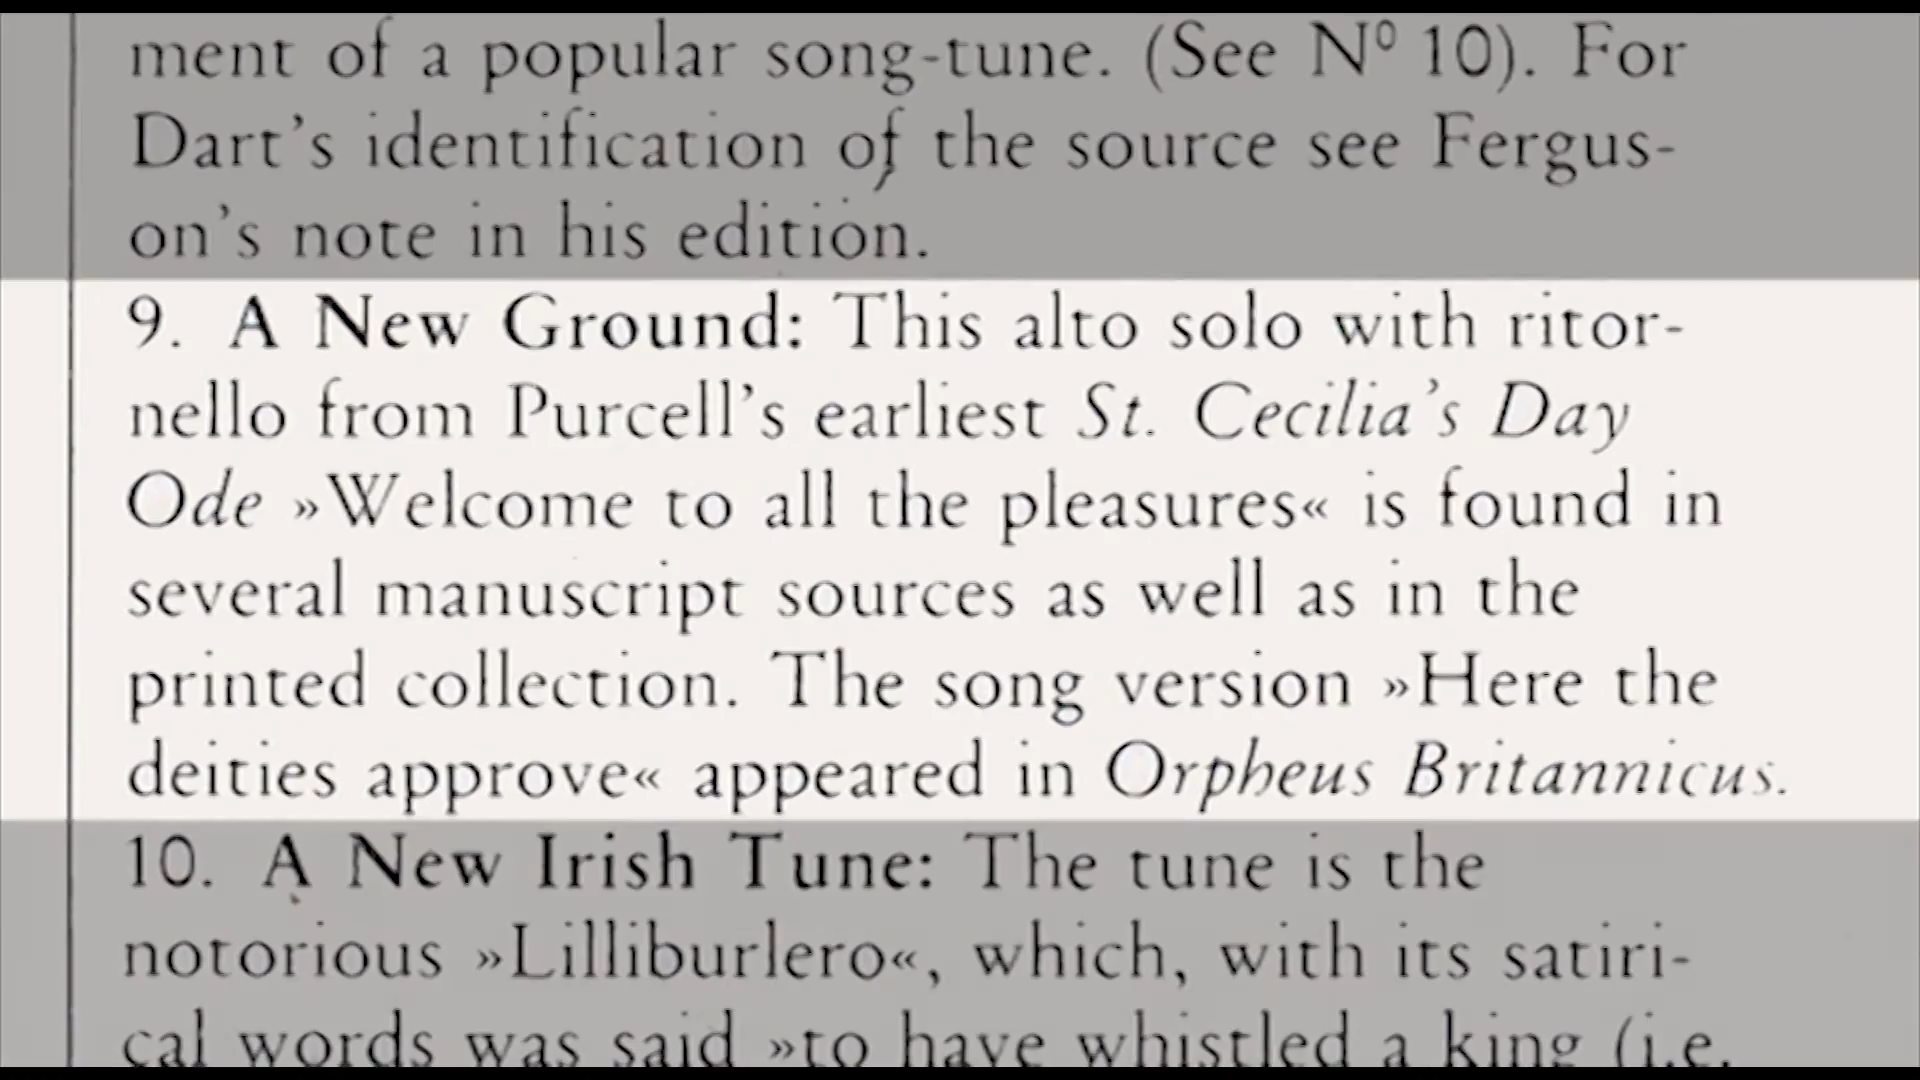 ment of a popular song-tune. (See Nº 10). For
Dart’s identification of the source see Fergus-
on’s note in his edition.
9. A New Ground: This alto solo with ritor-
nello from Purcell’s earliest St. Cecilia’s Day
Ode »Welcome to all the pleasures« is found in
several manuscript sources as well as in the
printed collection. The song version »Here the
deities approve« appeared in Orpheus Britannicus.
10. A New Irish Tune: The tune is the
notorious »Lilliburlero«, which, with its satiri-
cal words was said »to have whistled a king (i.e.